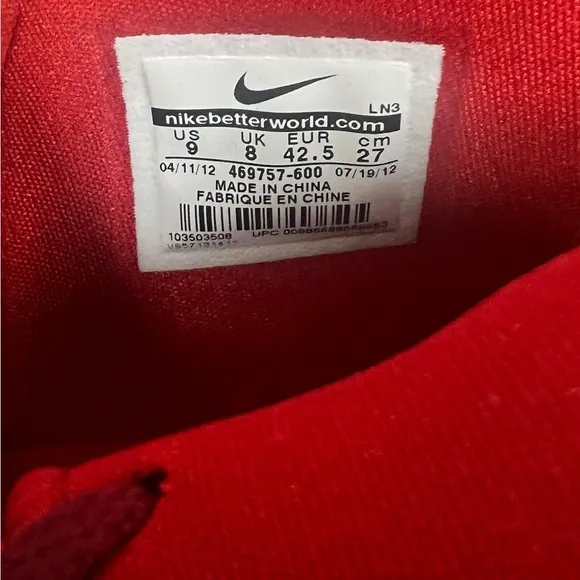 LN3
nikebetterworld.com
US UK EUR cm
9 8 42.5 27
04/11/12 469757-600 07/19/12
MADE IN CHINA
FABRIQUE EN CHINE
103503508 UPC